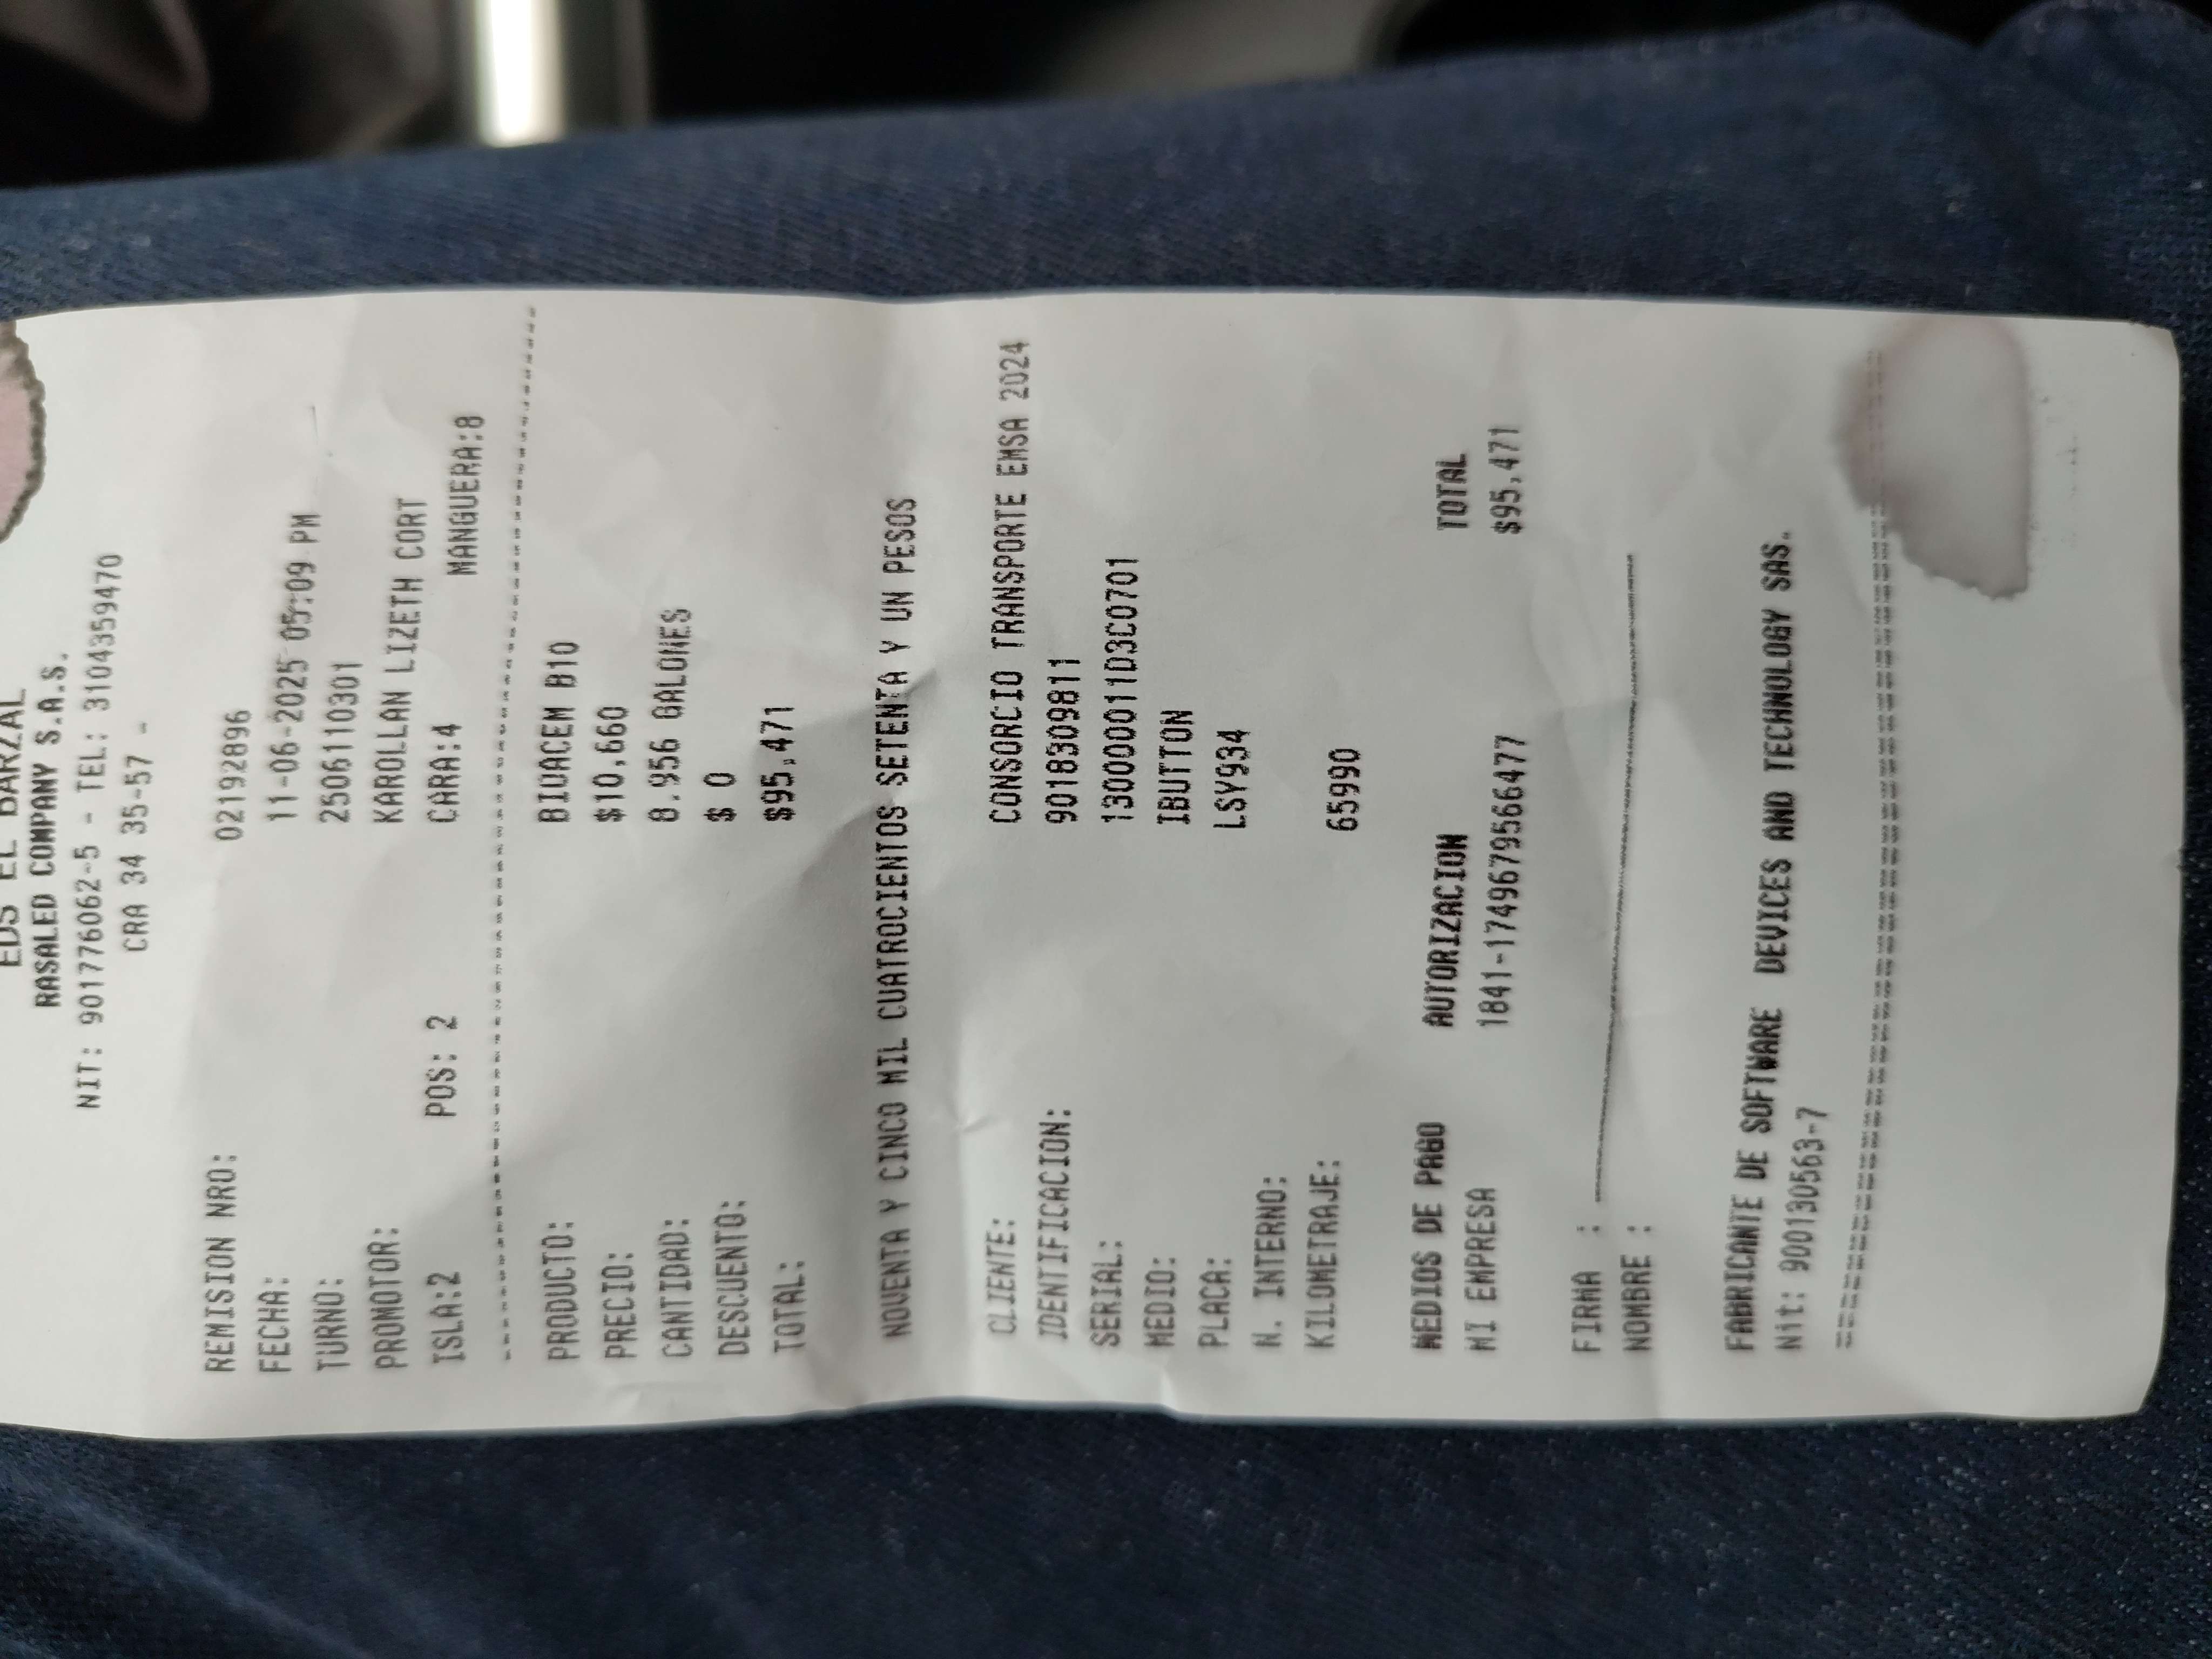 EDS EL BARZAL
RASALED COMPANY S.A.S.
NIT: 901776062-5 - TEL: 3104359470
CRA 34 35-57 -
REMISION NRO: 02192896
FECHA: 11-06-2025 05:09 PM
TURNO: 2506110301
PROMOTOR: KAROLLAN LIZETH CORT
ISLA:2 POS: 2 CARA:4 MANGUERA:8
PRODUCTO: BIOACEM B10
PRECIO: $10,660
CANTIDAD: 8.956 GALONES
DESCUENTO: $ 0
TOTAL: $95,471
NOVENTA Y CINCO MIL CUATROCIENTOS SETENTA Y UN PESOS
CLIENTE: CONSORCIO TRANSPORTE EMSA 2024
IDENTIFICACION: 9018309811
SERIAL: 130000011D3C0701
MEDIO: IBUTTON
PLACA: LSY934
N. INTERNO:
KILOMETRAJE: 65990
MEDIOS DE PAGO AUTORIZACION TOTAL
MI EMPRESA 1841-1749679566477 $95,471
FIRMA :
NOMBRE :
FABRICANTE DE SOFTWARE DEVICES AND TECHNOLOGY SAS.
Nit: 900130563-7